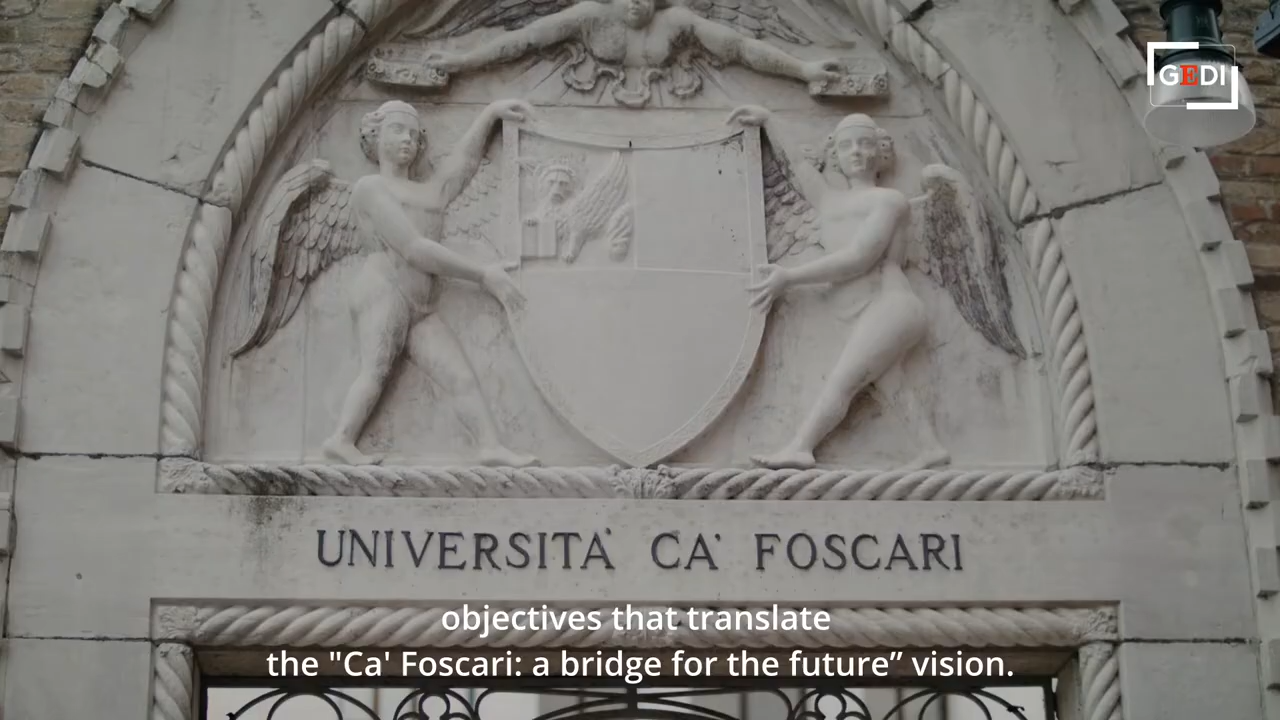 GEDI
UNIVERSITA' CA' FOSCARI
objectives that translate
the "Ca' Foscari: a bridge for the future” vision.